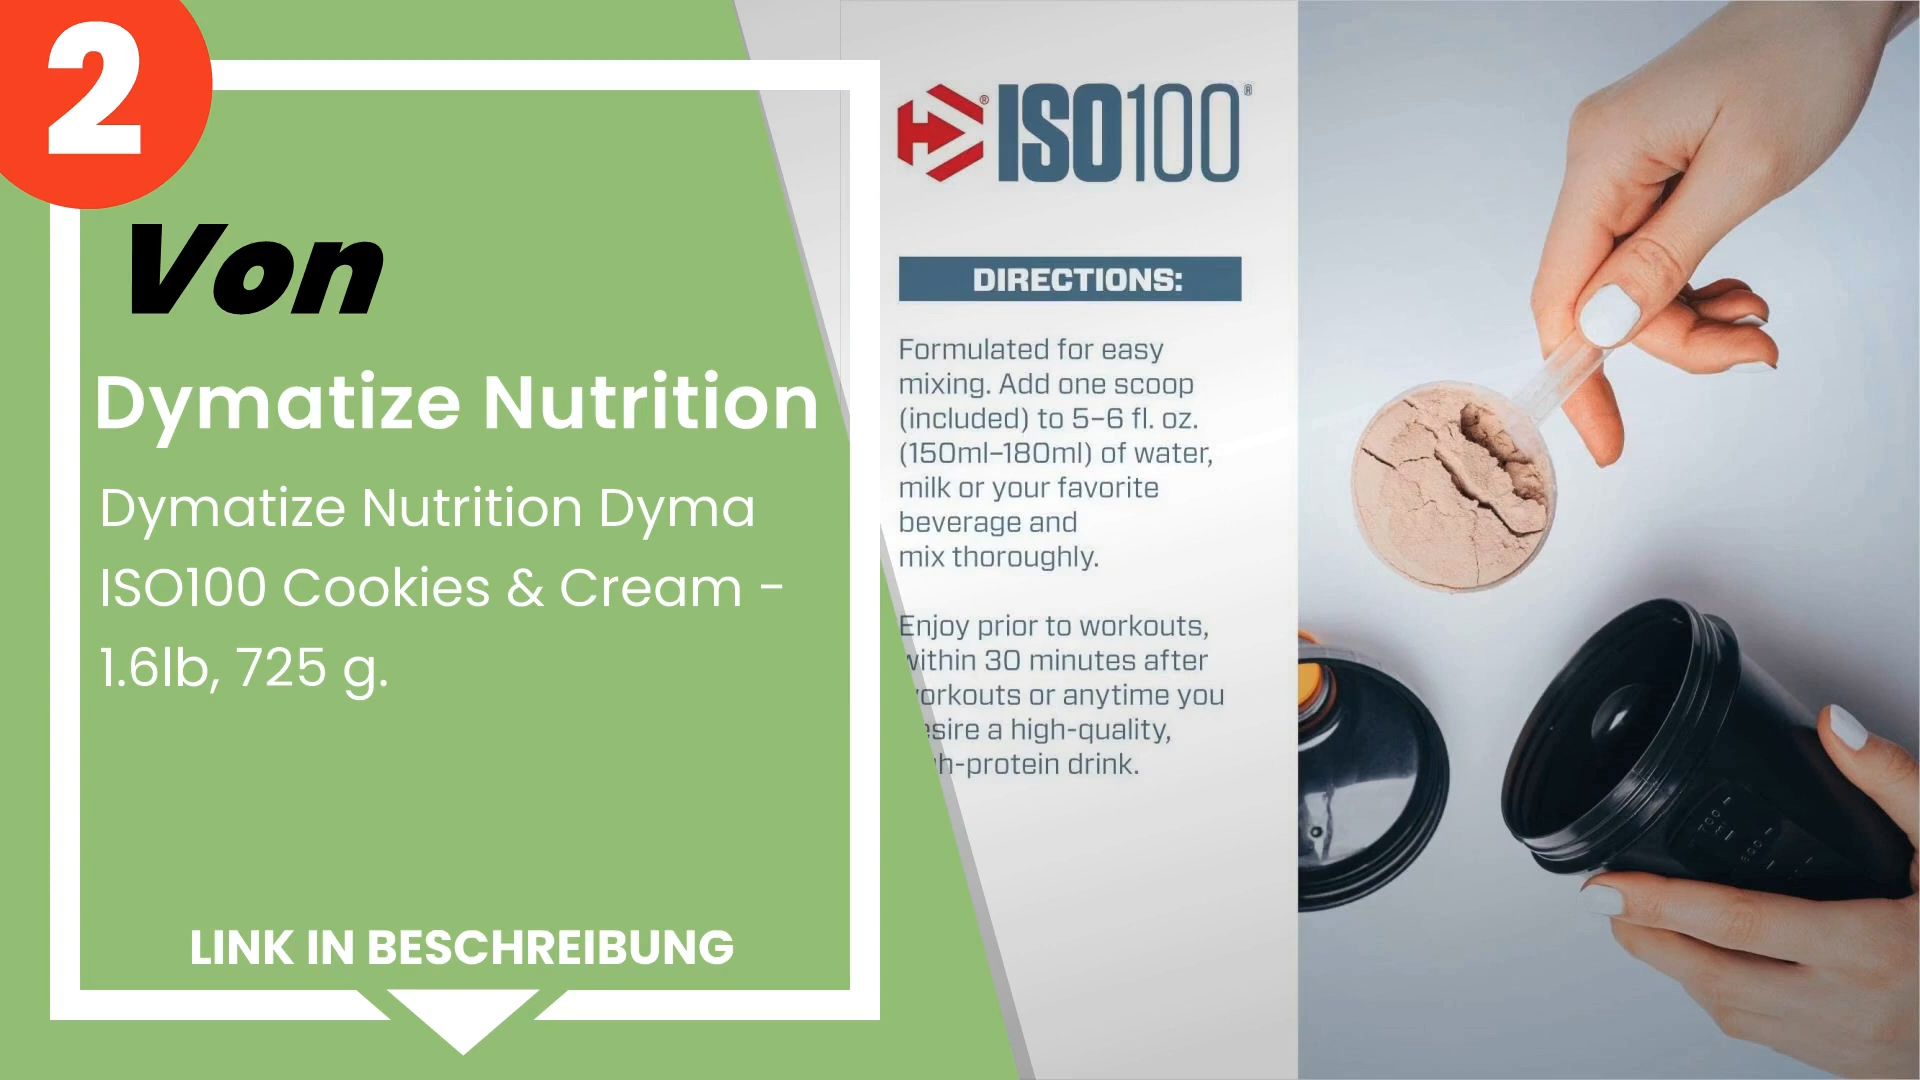 2
Von
Dymatize Nutrition
Dymatize Nutrition Dyma
ISO100 Cookies & Cream -
1.6lb, 725 g.
LINK IN BESCHREIBUNG
ISO100®
DIRECTIONS:
Formulated for easy
mixing. Add one scoop
(included) to 5–6 fl. oz.
(150ml–180ml) of water,
milk or your favorite
beverage and
mix thoroughly.
Enjoy prior to workouts,
within 30 minutes after
workouts or anytime you
desire a high-quality,
h-protein drink.